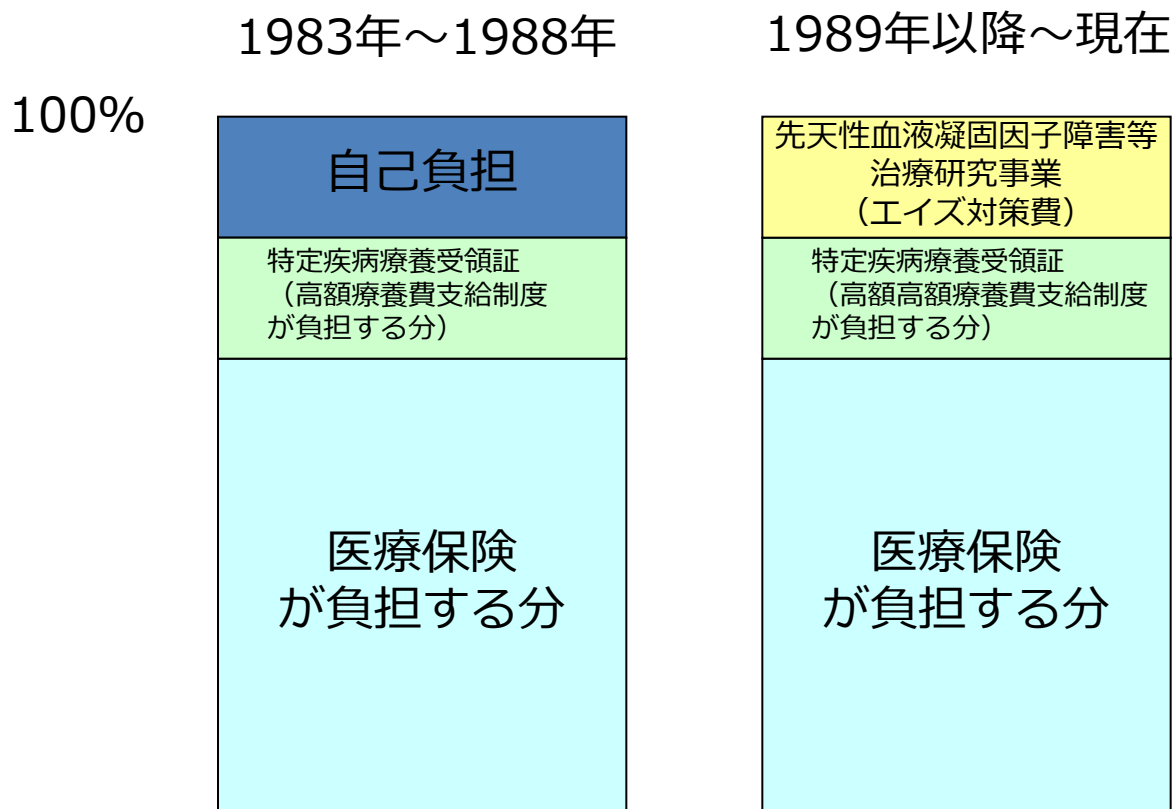 1983年～1988年
1989年以降～現在
100%
自己負担
特定疾病療養受領証
（高額療養費支給制度
が負担する分）
医療保険
が負担する分
先天性血液凝固因子障害等
治療研究事業
（エイズ対策費）
特定疾病療養受領証
（高額高額療養費支給制度
が負担する分）
医療保険
が負担する分